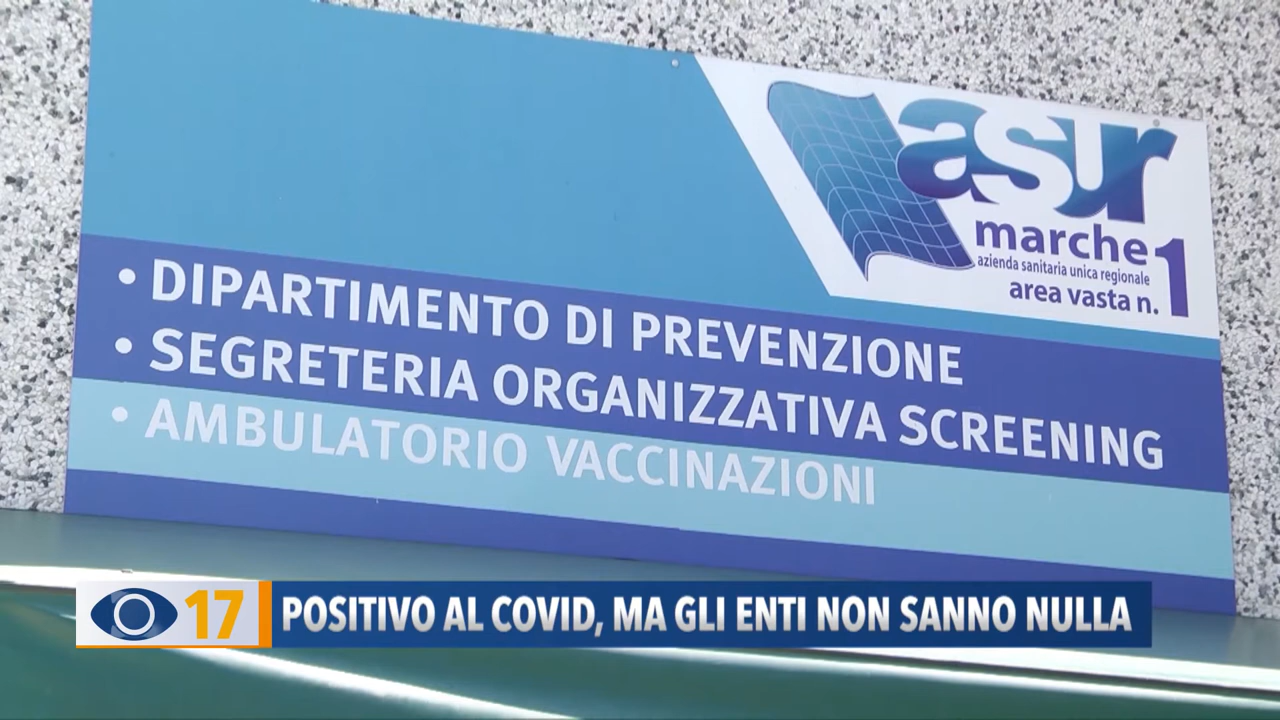 asur
marche 1
azienda sanitaria unica regionale
area vasta n.
• DIPARTIMENTO DI PREVENZIONE
• SEGRETERIA ORGANIZZATIVA SCREENING
• AMBULATORIO VACCINAZIONI
17 POSITIVO AL COVID, MA GLI ENTI NON SANNO NULLA